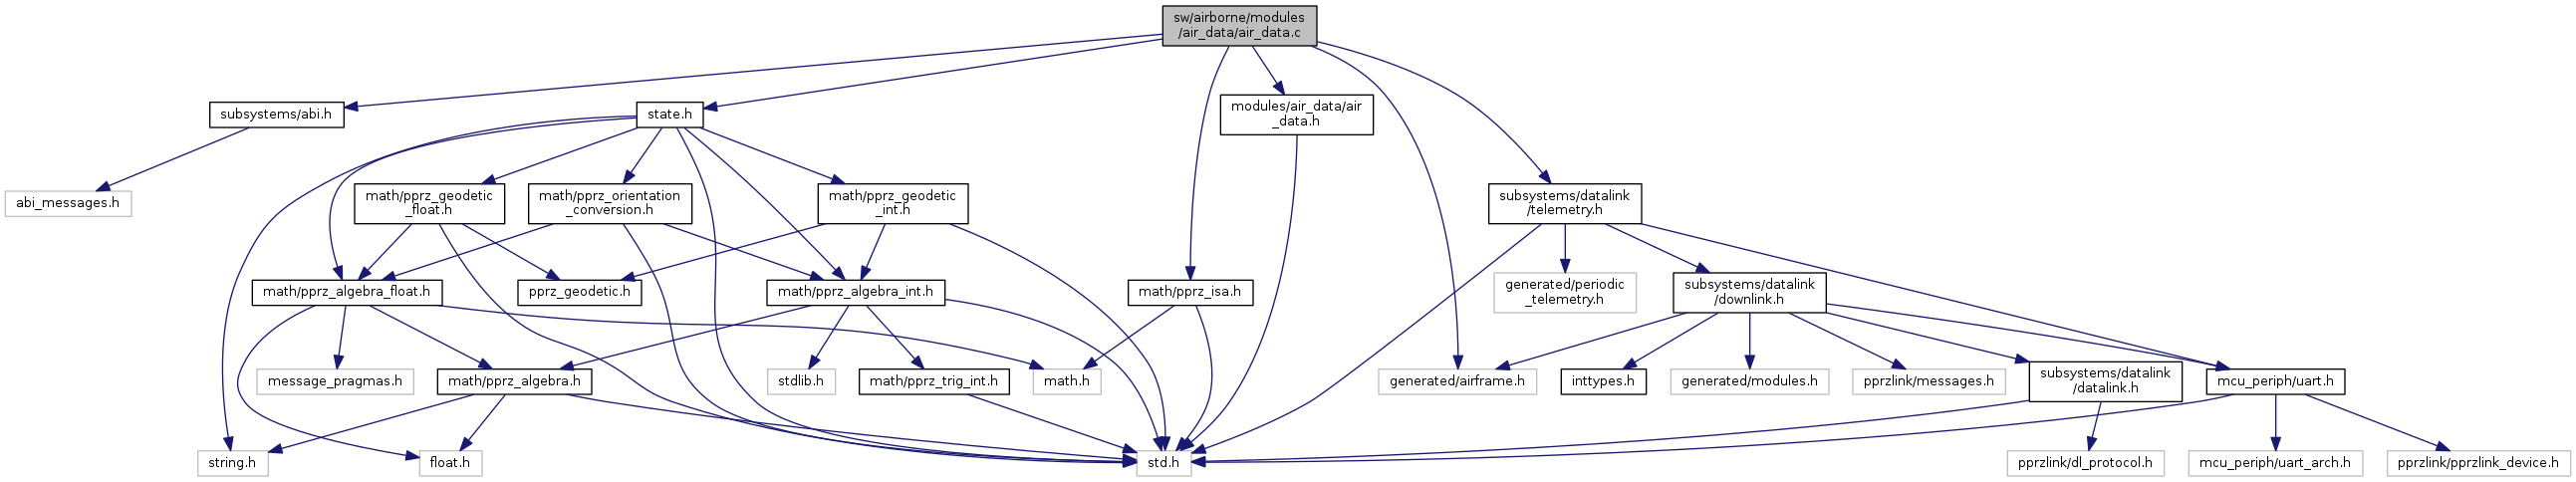 sw/airborne/modules
/air_data/air_data.c
subsystems/abi.h
state.h
modules/air_data/air
_data.h
abi_messages.h
math/pprz_geodetic
_float.h
math/pprz_orientation
_conversion.h
math/pprz_geodetic
_int.h
subsystems/datalink
/telemetry.h
math/pprz_algebra_float.h
pprz_geodetic.h
math/pprz_algebra_int.h
math/pprz_isa.h
generated/periodic
_telemetry.h
subsystems/datalink
/downlink.h
message_pragmas.h
math/pprz_algebra.h
stdlib.h
math/pprz_trig_int.h
math.h
generated/airframe.h
inttypes.h
generated/modules.h
pprzlink/messages.h
subsystems/datalink
/datalink.h
mcu_periph/uart.h
string.h
float.h
std.h
pprzlink/dl_protocol.h
mcu_periph/uart_arch.h
pprzlink/pprzlink_device.h